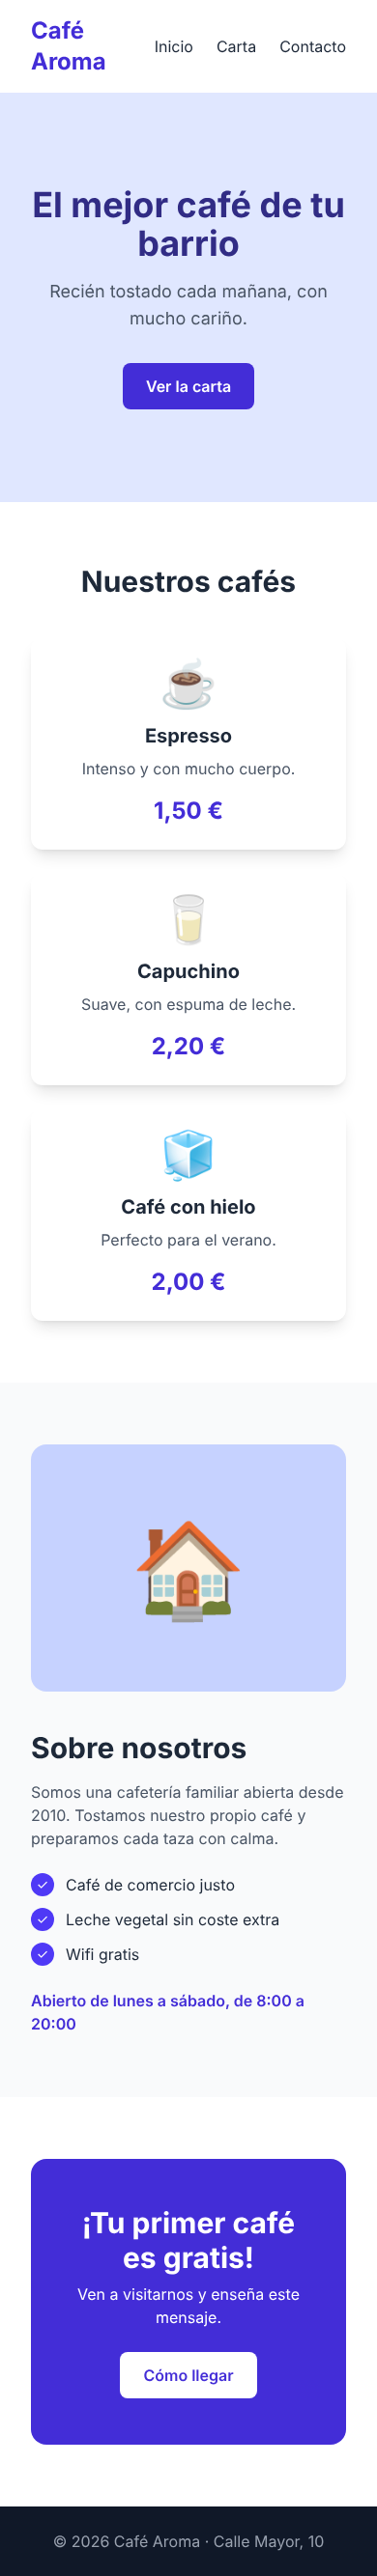 Café
Aroma
Inicio
Carta
Contacto
El mejor café de tu
barrio
Recién tostado cada mañana, con
mucho cariño.
Ver la carta
Nuestros cafés
Espresso
Intenso y con mucho cuerpo.
1,50 €
Capuchino
Suave, con espuma de leche.
2,20 €
Café con hielo
Perfecto para el verano.
2,00 €
Sobre nosotros
Somos una cafetería familiar abierta desde
2010. Tostamos nuestro propio café y
preparamos cada taza con calma.
Café de comercio justo
Leche vegetal sin coste extra
Wifi gratis
Abierto de lunes a sábado, de 8:00 a
20:00
¡Tu primer café
es gratis!
Ven a visitarnos y enseña este
mensaje.
Cómo llegar
© 2026 Café Aroma · Calle Mayor, 10